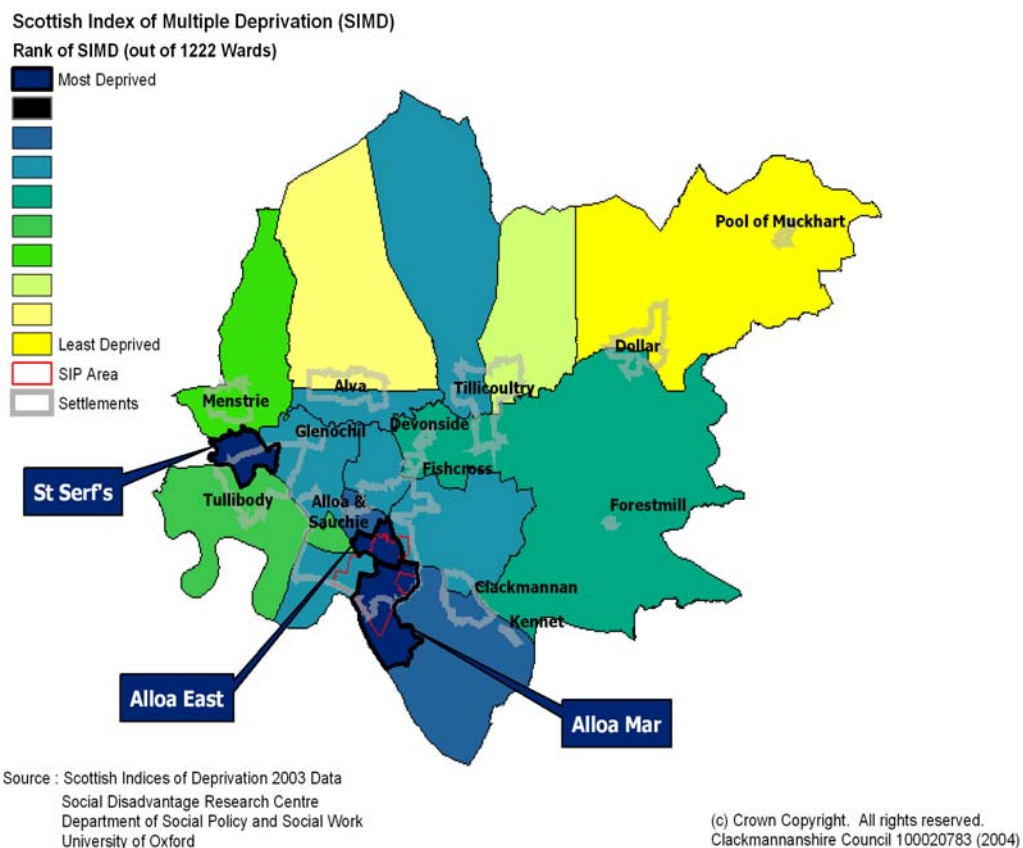 Scottish Index of Multiple Deprivation (SIMD)
Rank of SIMD (out of 1222 Wards)
Most Deprived
Least Deprived
SIP Area
Settlements
Pool of Muckhart
Dollar
Alva
Tillicoultry
Menstrie
Devonside
Glenochil
Fishcross
St Serf's
Tullibody
Alloa &
Sauchie
Forestmill
Clackmannan
Kennet
Alloa East
Alloa Mar
Source : Scottish Indices of Deprivation 2003 Data
Social Disadvantage Research Centre
Department of Social Policy and Social Work
University of Oxford
(c) Crown Copyright. All rights reserved.
Clackmannanshire Council 100020783 (2004)